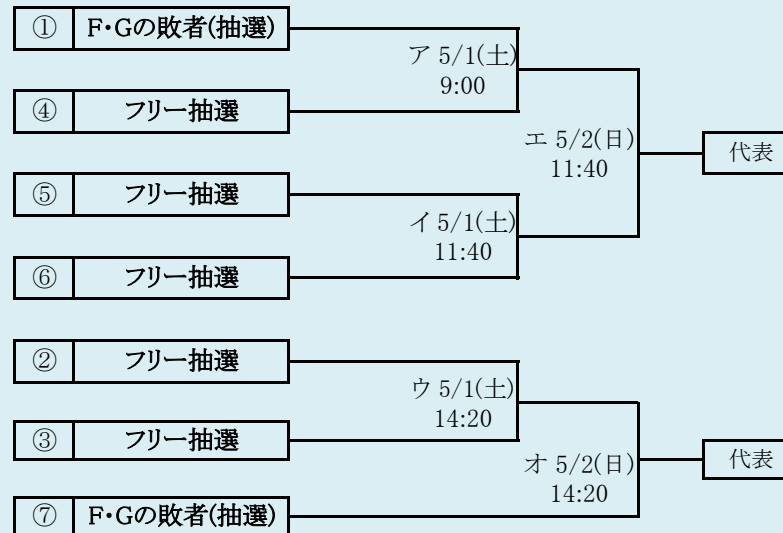 ① F・Gの敗者(抽選)
ア 5/1(土)
9:00
④ フリー抽選
エ 5/2(日)
11:40
代表
⑤ フリー抽選
イ 5/1(土)
11:40
⑥ フリー抽選
② フリー抽選
ウ 5/1(土)
14:20
③ フリー抽選
オ 5/2(日)
14:20
代表
⑦ F・Gの敗者(抽選)